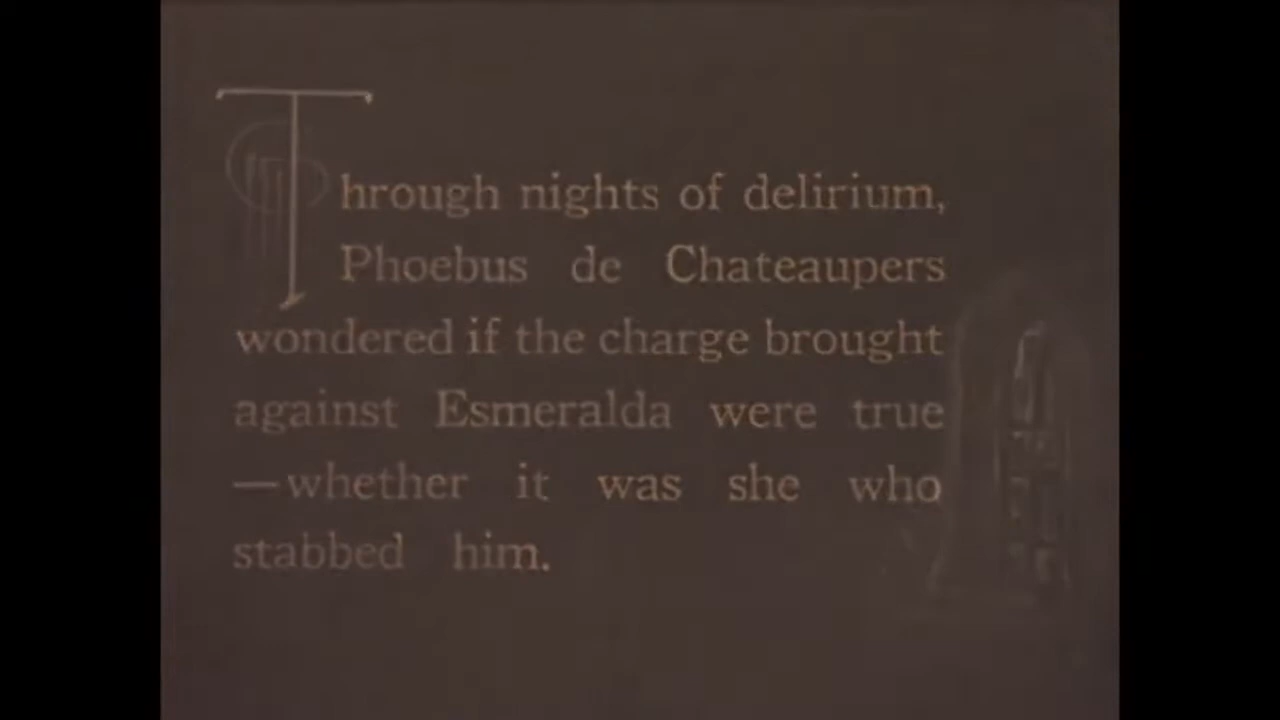 Through nights of delirium,
Phoebus de Chateaupers
wondered if the charge brought
against Esmeralda were true
—whether it was she who
stabbed him.